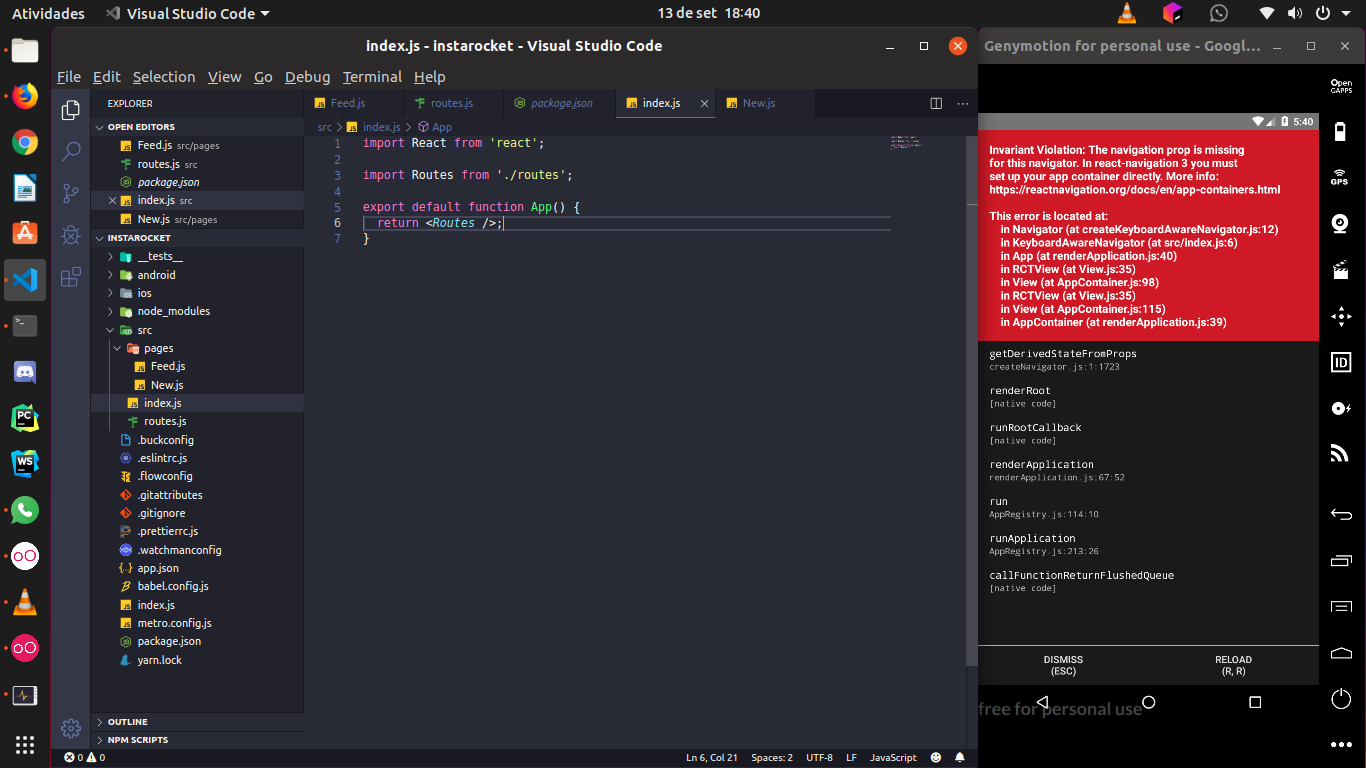 Atividades
Visual Studio Code
13 de set 18:40
index.js - instarocket - Visual Studio Code
File Edit Selection View Go Debug Terminal Help
EXPLORER
OPEN EDITORS
Feed.js src/pages
routes.js src
package.json
index.js src
New.js src/pages
INSTAROCKET
__tests__
android
ios
node_modules
src
pages
Feed.js
New.js
index.js
routes.js
.buckconfig
.eslintrc.js
.flowconfig
.gitattributes
.gitignore
.prettierrc.js
.watchmanconfig
app.json
babel.config.js
index.js
metro.config.js
package.json
yarn.lock
OUTLINE
NPM SCRIPTS
Feed.js routes.js package.json index.js New.js
src index.js App
1 import React from 'react';
2
3 import Routes from './routes';
4
5 export default function App() {
6 return <Routes />;
7 }
0 0
Ln 6, Col 21 Spaces: 2 UTF-8 LF JavaScript
Genymotion for personal use - Googl...
5:40
Invariant Violation: The navigation prop is missing
for this navigator. In react-navigation 3 you must
set up your app container directly. More info:
https://reactnavigation.org/docs/en/app-containers.html
This error is located at:
in Navigator (at createKeyboardAwareNavigator.js:12)
in KeyboardAwareNavigator (at src/index.js:6)
in App (at renderApplication.js:40)
in RCTView (at View.js:35)
in View (at AppContainer.js:98)
in RCTView (at View.js:35)
in View (at AppContainer.js:115)
in AppContainer (at renderApplication.js:39)
getDerivedStateFromProps
createNavigator.js:1:1723
renderRoot
[native code]
runRootCallback
[native code]
renderApplication
renderApplication.js:67:52
run
AppRegistry.js:114:10
runApplication
AppRegistry.js:213:26
callFunctionReturnFlushedQueue
[native code]
DISMISS
(ESC)
RELOAD
(R, R)
free for personal use
Open
GAPPS
GPS
ID
PC
WS